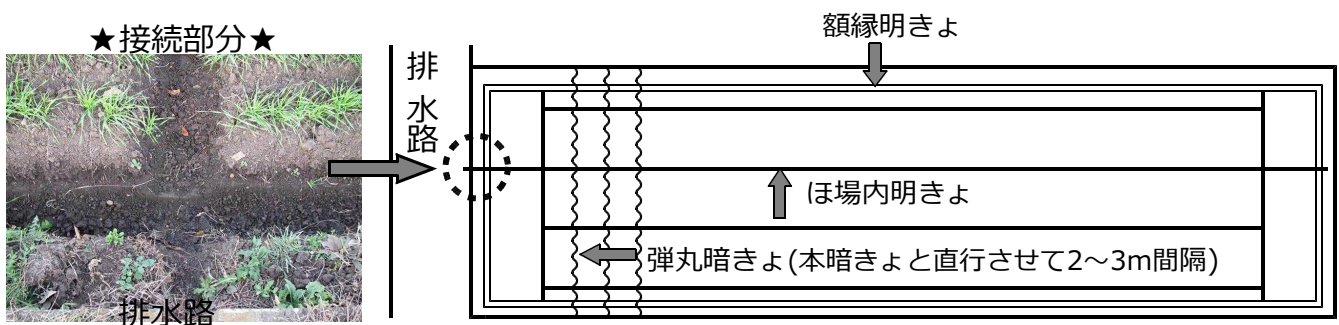 ★接続部分★
排水路
排水路
額縁明きょ
ほ場内明きょ
弾丸暗きょ(本暗きょと直行させて2～3m間隔)